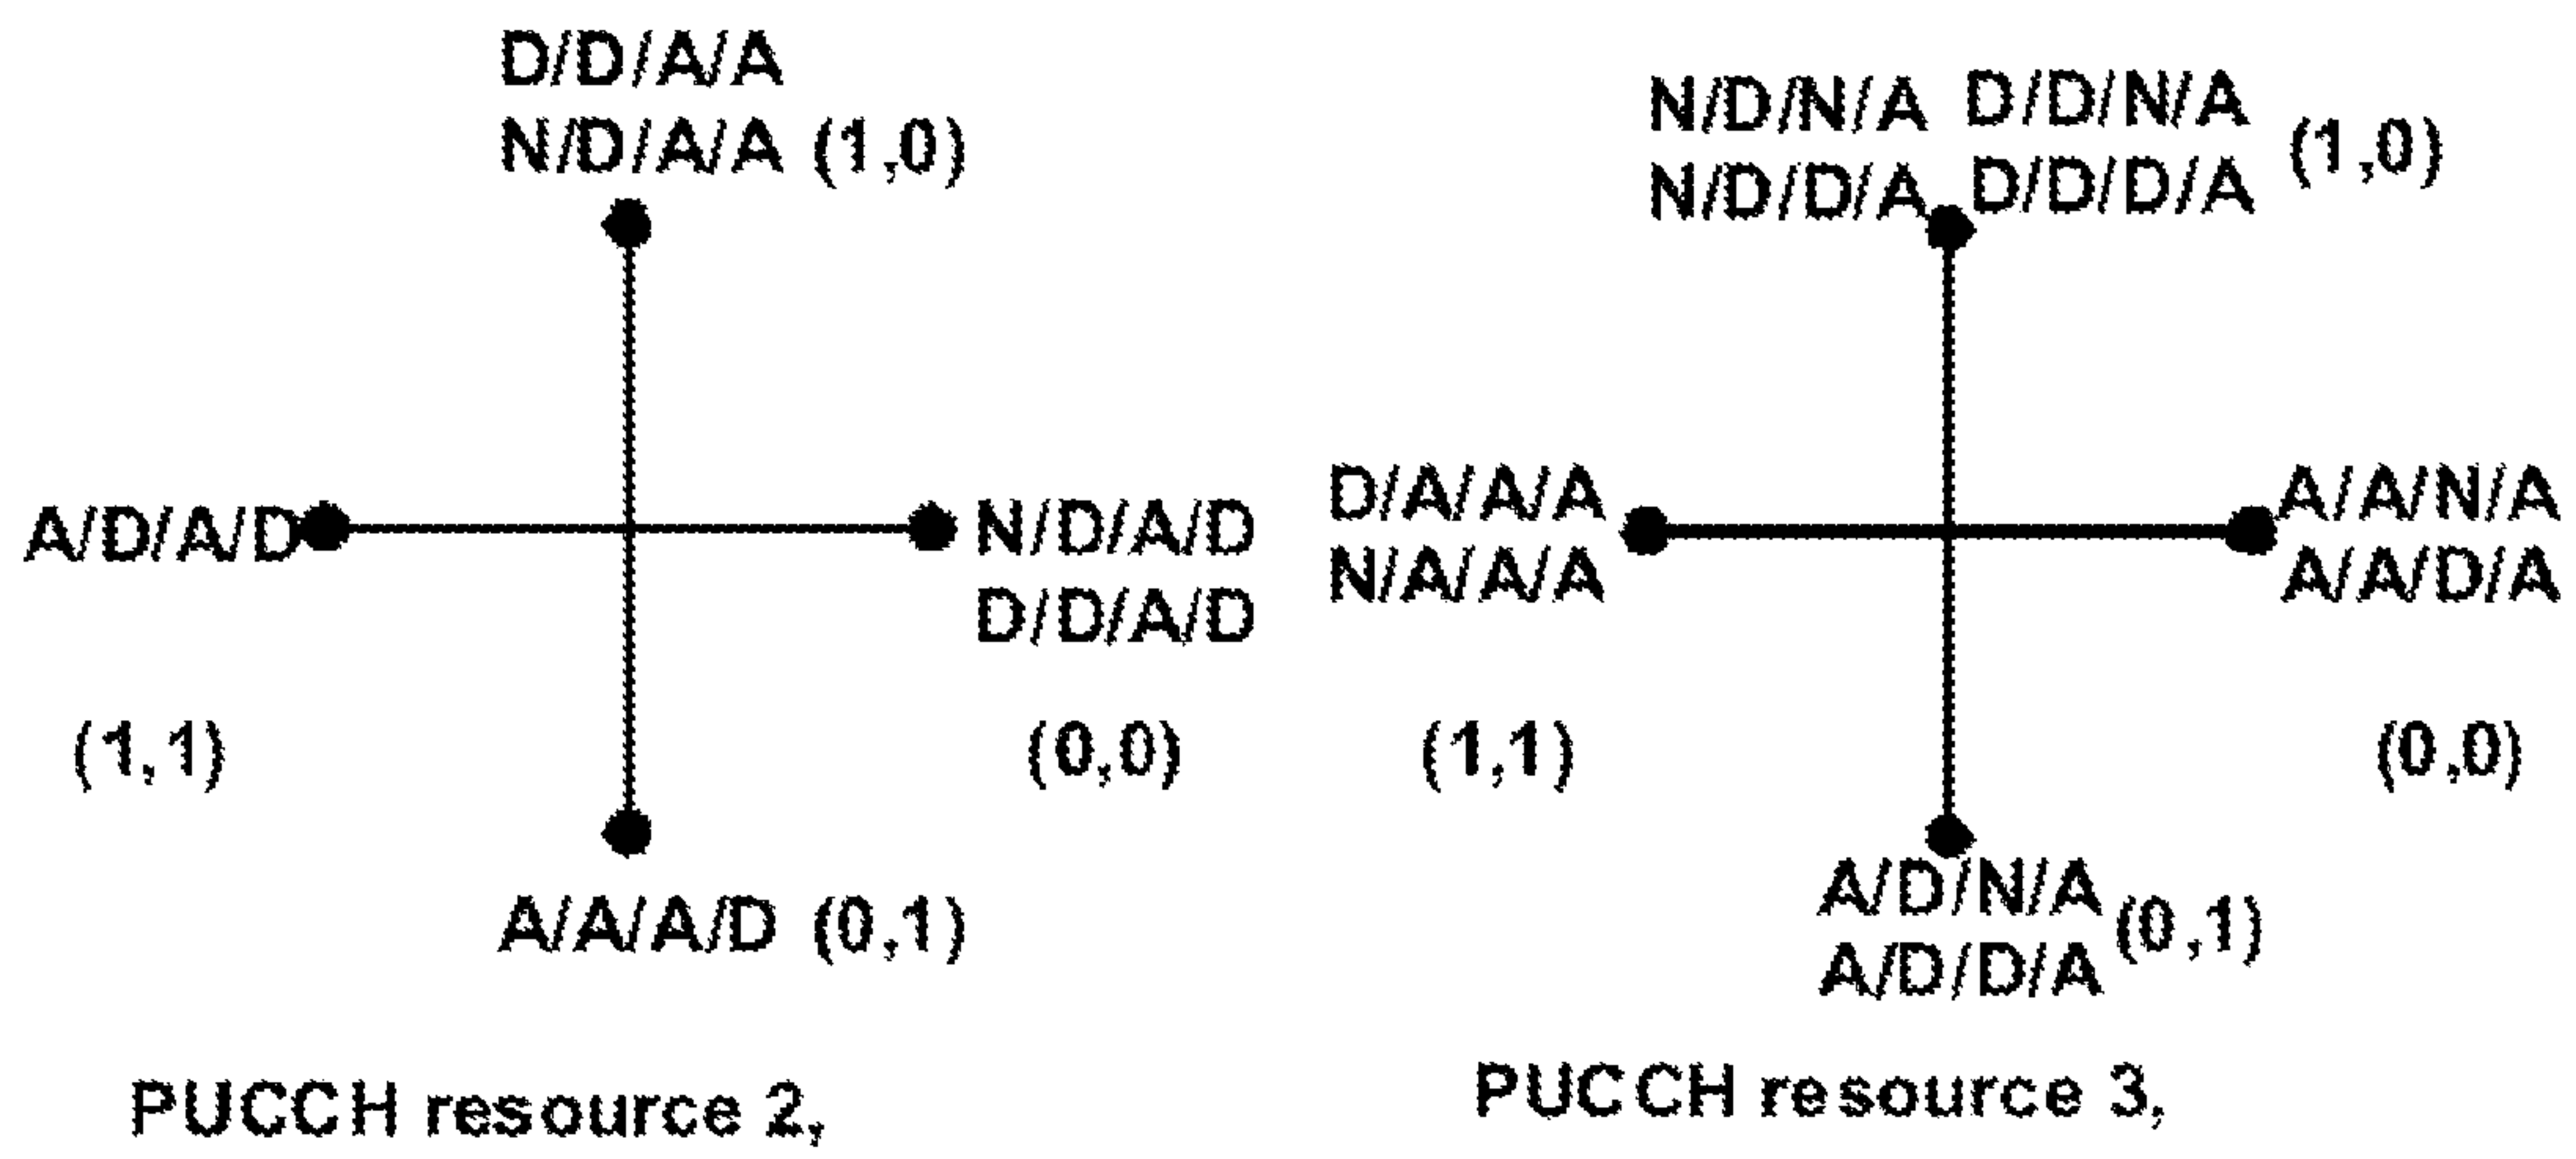 D/D/A/A
N/D/A/A (1,0)
A/D/A/D
N/D/A/D
D/D/A/D
(1,1)
(0,0)
A/A/A/D (0,1)
PUCCH resource 2,
N/D/N/A D/D/N/A
N/D/D/A D/D/D/A
(1,0)
D/A/A/A
N/A/A/A
A/A/N/A
A/A/D/A
(1,1)
(0,0)
A/D/N/A
A/D/D/A
(0,1)
PUCCH resource 3,